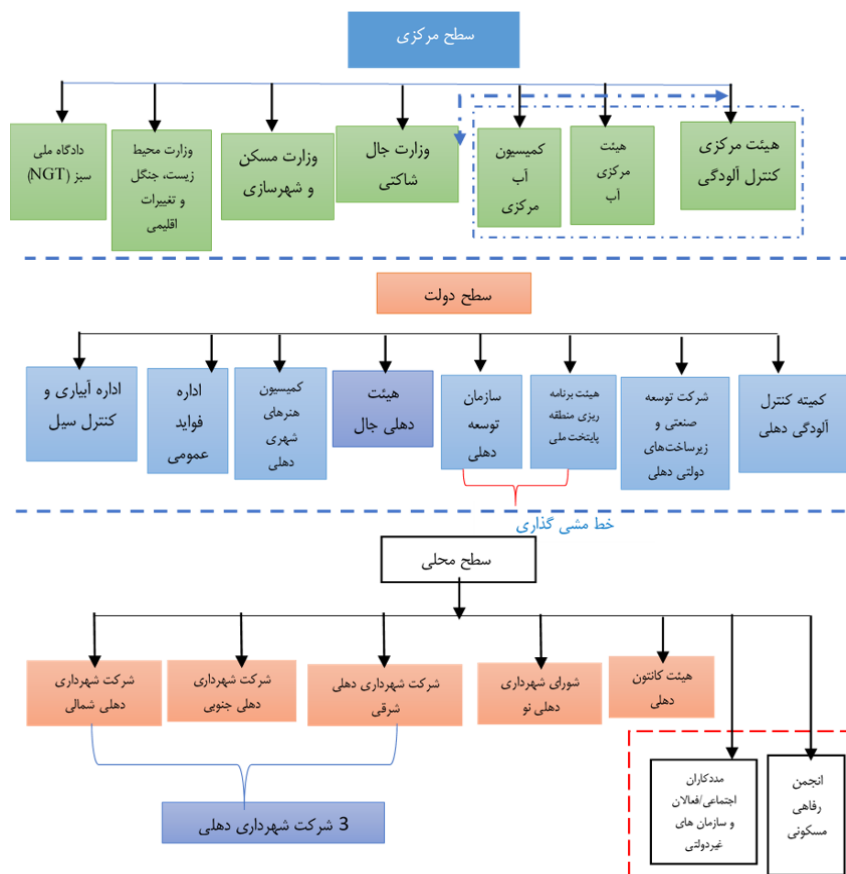 سطح مرکزی
هیئت مرکزی
کنترل آلودگی
هیئت
مرکزی
آب
کمیسیون
آب
مرکزی
وزارت جال
شاکتی
وزارت مسکن
و شهرسازی
وزارت محیط
زیست، جنگل
و تغییرات
اقلیمی
دادگاه ملی
سبز (NGT)
سطح دولت
کمیته کنترل
آلودگی دهلی
شرکت توسعه
صنعتی و
زیرساخت‌های
دولتی دهلی
هیئت برنامه
ریزی منطقه
پایتخت ملی
سازمان
توسعه
دهلی
هیئت
دهلی جال
کمیسیون
هنرهای
شهری
دهلی
اداره
فواید
عمومی
اداره آبیاری و
کنترل سیل
خط مشی گذاری
سطح محلی
انجمن
رفاهی
مسکونی
مددکاران
اجتماعی/فعالان
و سازمان های
غیردولتی
هیئت کانتون
دهلی
شورای شهرداری
دهلی نو
شرکت شهرداری دهلی
شرقی
شرکت شهرداری
دهلی جنوبی
شرکت شهرداری
دهلی شمالی
3 شرکت شهرداری دهلی